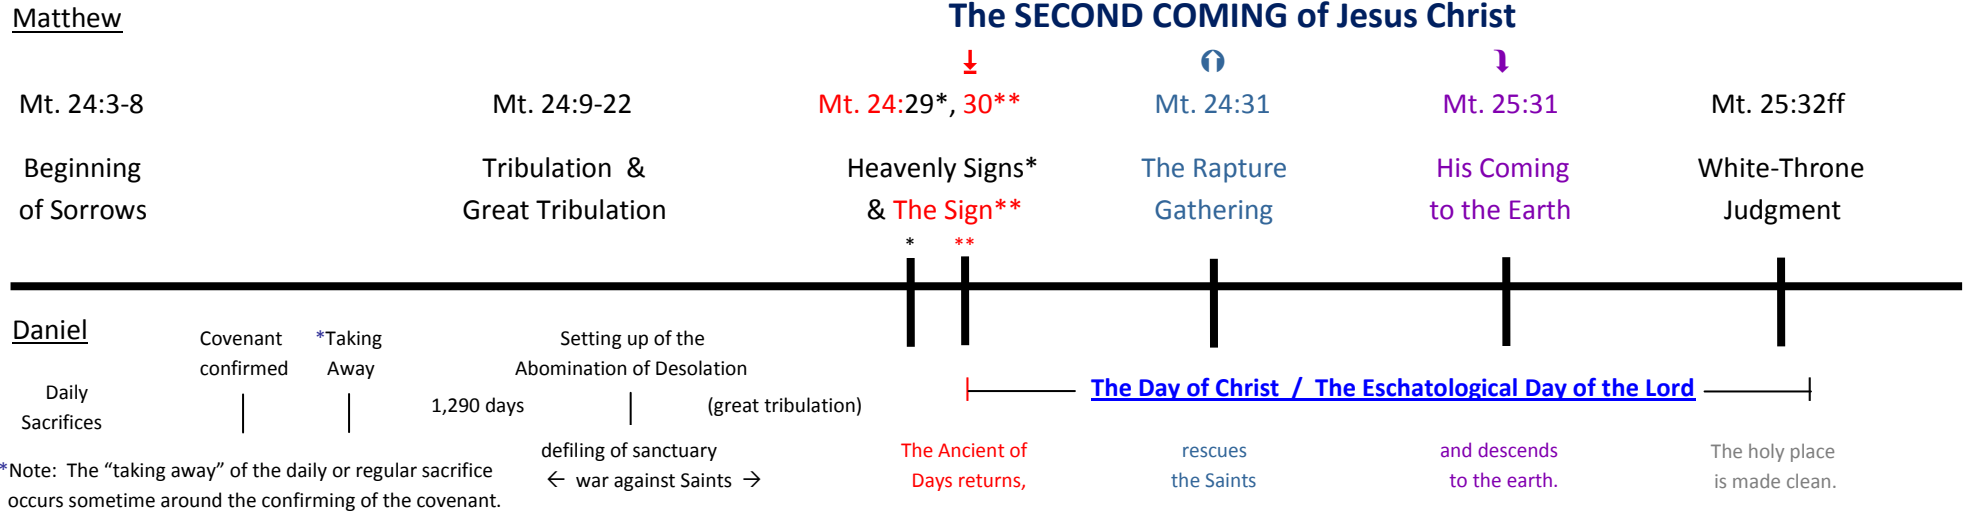 Matthew
The SECOND COMING of Jesus Christ
Mt. 24:3-8
Mt. 24:9-22
Mt. 24:29*, 30**
Mt. 24:31
Mt. 25:31
Mt. 25:32ff
Beginning
of Sorrows
Tribulation &
Great Tribulation
Heavenly Signs*
& The Sign**
The Rapture
Gathering
His Coming
to the Earth
White-Throne
Judgment
*
**
Daniel
Daily
Sacrifices
Covenant
confirmed
*Taking
Away
1,290 days
Setting up of the
Abomination of Desolation
(great tribulation)
The Day of Christ / The Eschatological Day of the Lord
defiling of sanctuary
← war against Saints →
The Ancient of
Days returns,
rescues
the Saints
and descends
to the earth.
The holy place
is made clean.
*Note: The “taking away” of the daily or regular sacrifice
occurs sometime around the confirming of the covenant.